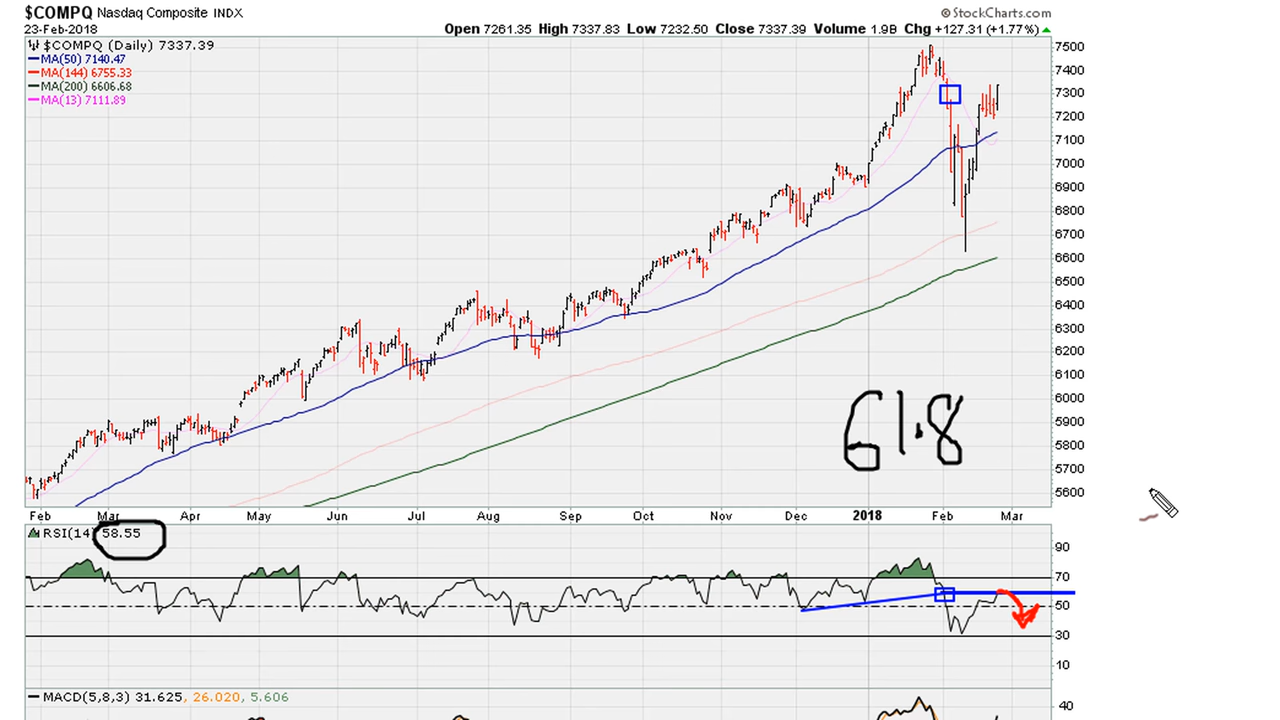 $COMPQ Nasdaq Composite INDX
© StockCharts.com
23-Feb-2018
Open 7261.35 High 7337.83 Low 7232.50 Close 7337.39 Volume 1.9B Chg +127.31 (+1.77%)
$COMPQ (Daily) 7337.39
MA(50) 7140.47
MA(144) 6755.33
MA(200) 6606.68
MA(13) 7111.89
7500
7400
7300
7200
7100
7000
6900
6800
6700
6600
6500
6400
6300
6200
6100
6000
5900
5800
5700
5600
61.8
Feb Mar Apr May Jun Jul Aug Sep Oct Nov Dec 2018 Feb Mar
RSI(14) 58.55
90
70
50
30
10
MACD(5,8,3) 31.625, 26.020, 5.606
40